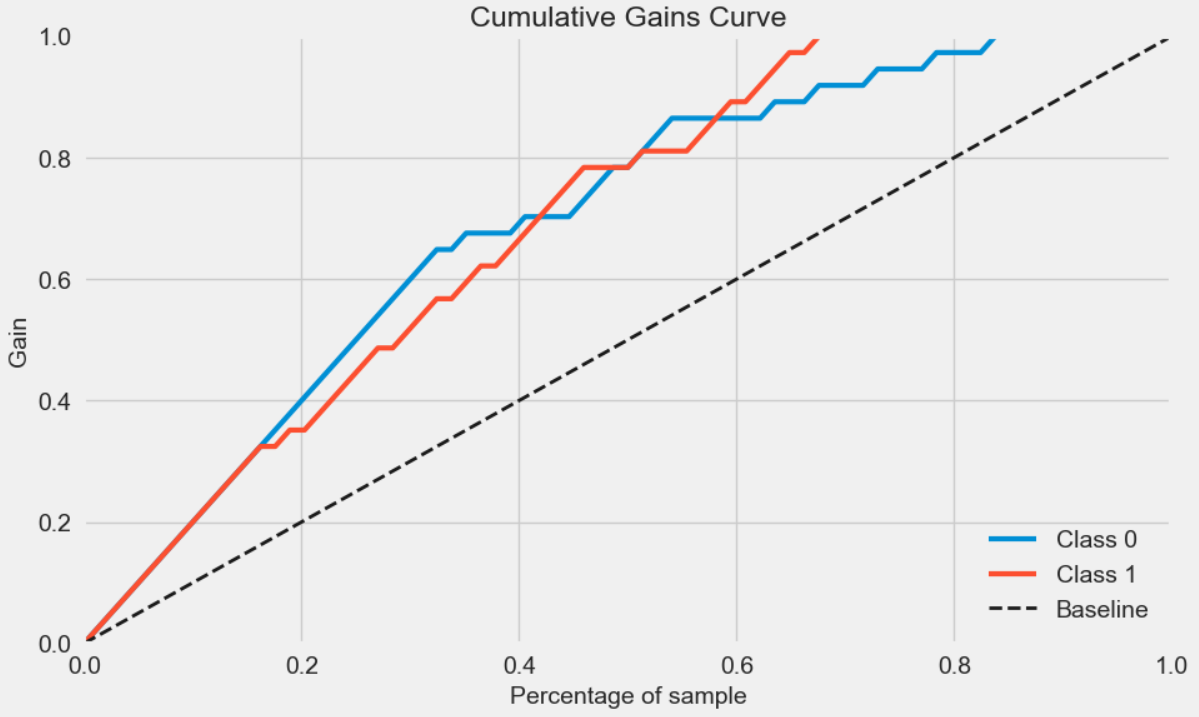 Cumulative Gains Curve
1.0
0.8
0.6
0.4
0.2
0.0
Gain
Class 0
Class 1
Baseline
0.0 0.2 0.4 0.6 0.8 1.0
Percentage of sample